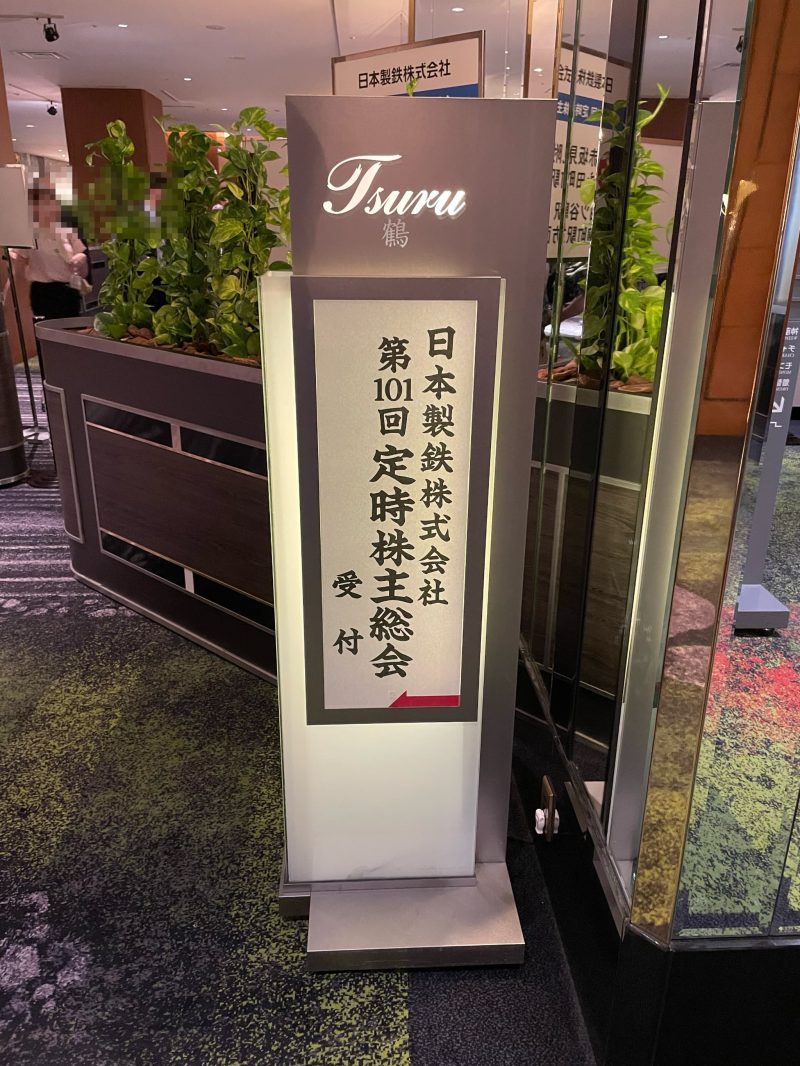 日本製鉄株式会社
Tsuru
鶴
日本製鉄株式会社
第101回定時株主総会
受付